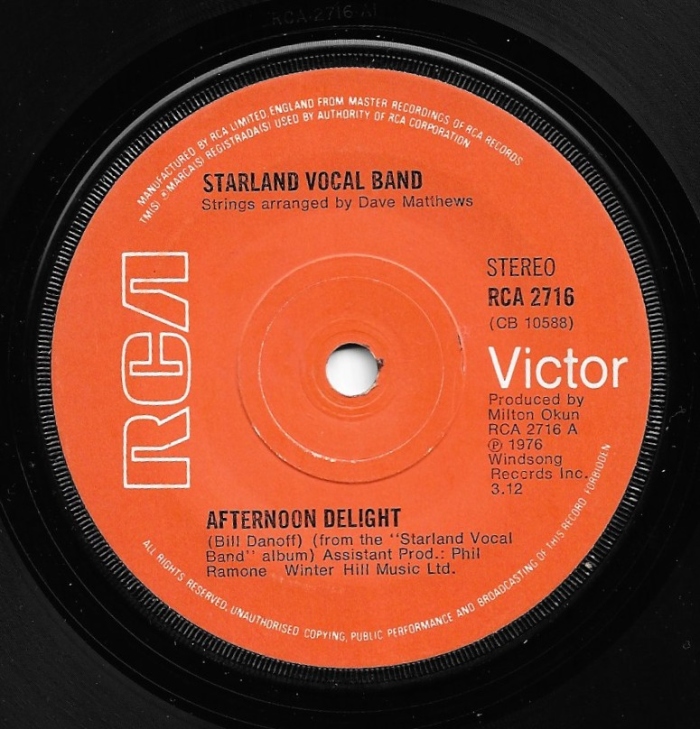 RCA-2716-A1
MANUFACTURED BY RCA LIMITED, ENGLAND FROM MASTER RECORDINGS OF RCA RECORDS
TM(S) ® MARCA(S) REGISTRADA(S) USED BY AUTHORITY OF RCA CORPORATION
STARLAND VOCAL BAND
Strings arranged by Dave Matthews
RCA
STEREO
RCA 2716
(CB 10588)
Victor
Produced by
Milton Okun
RCA 2716 A
℗ 1976
Windsong
Records Inc.
3.12
AFTERNOON DELIGHT
(Bill Danoff) (from the "Starland Vocal
Band" album) Assistant Prod.: Phil
Ramone Winter Hill Music Ltd.
ALL RIGHTS RESERVED, UNAUTHORISED COPYING, PUBLIC PERFORMANCE AND BROADCASTING OF THIS RECORD FORBIDDEN